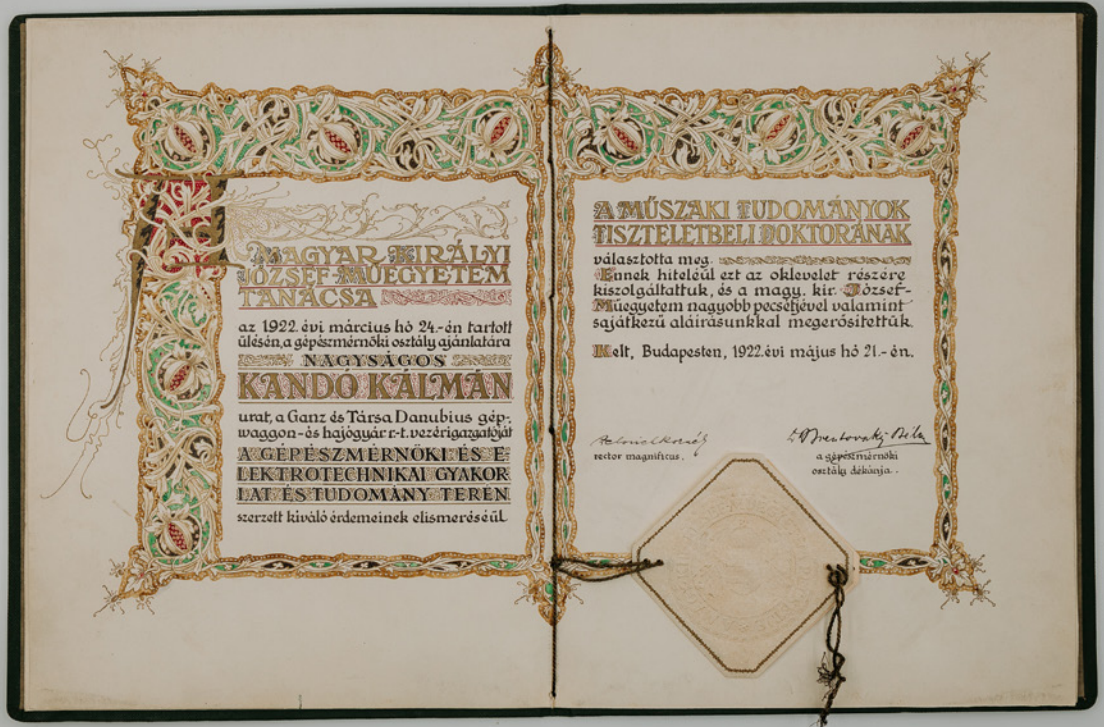 A MAGYAR KIRÁLYI
JÓZSEF-MŰEGYETEM
TANÁCSA
az 1922. évi március hó 24.-én tartott
ülésén, a gépészmérnöki osztály ajánlatára
NAGYSÁGOS
KANDÓ KÁLMÁN
urat, a Ganz és Társa Danubius gép-,
waggon- és hajógyár r.-t. vezérigazgatóját
A GÉPÉSZMÉRNÖKI ÉS E-
LEKTROTECHNIKAI GYAKOR-
LAT ÉS TUDOMÁNY TERÉN
szerzett kiváló érdemeinek elismeréséül
A MŰSZAKI TUDOMÁNYOK
TISZTELETBELI DOKTORÁNAK
választotta meg.
Ennek hiteléül ezt az oklevelet részére
kiszolgáltattuk, és a magy. kir. József-
Műegyetem nagyobb pecsétjével valamint
sajátkezű aláirásunkkal megerősitettük.
Kelt, Budapesten, 1922. évi május hó 21.-én.
rector magnificus.
a gépészmérnöki
osztály dékánja.